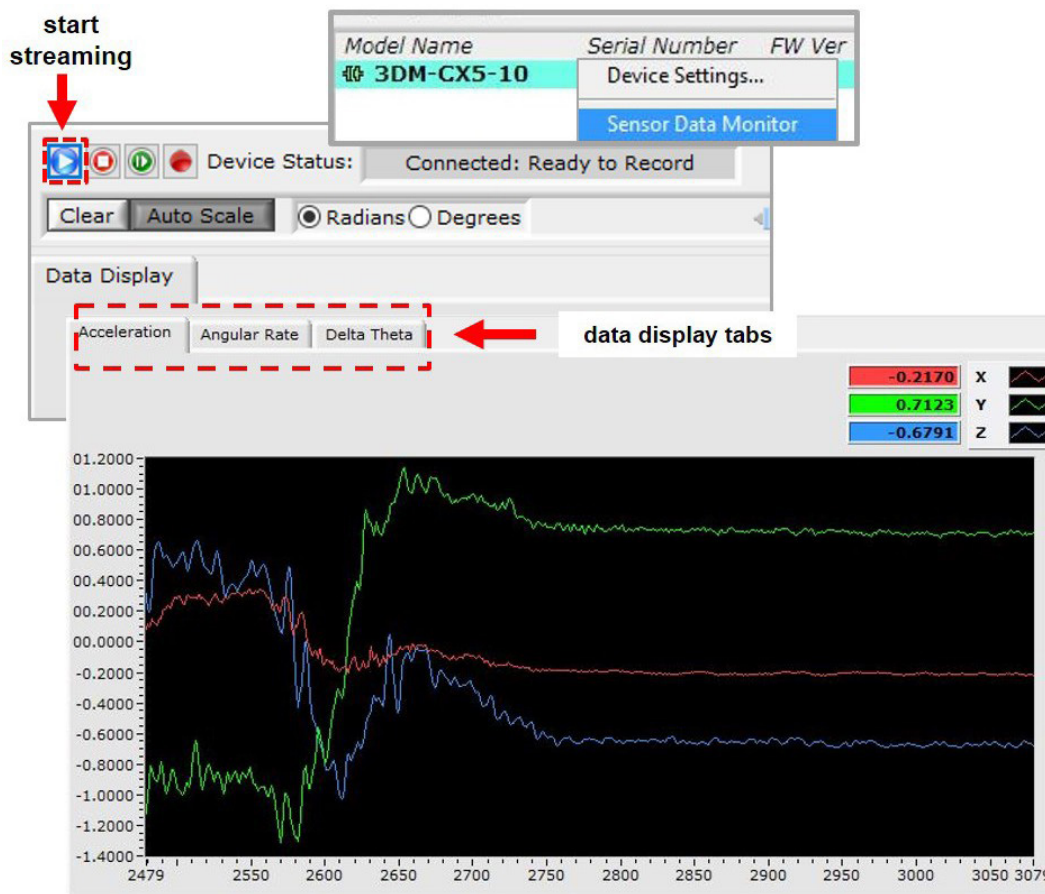 start
streaming
Model Name Serial Number FW Ver
3DM-CX5-10
Device Settings...
Sensor Data Monitor
Device Status: Connected: Ready to Record
Clear Auto Scale Radians Degrees
Data Display
Acceleration Angular Rate Delta Theta
data display tabs
-0.2170 X
0.7123 Y
-0.6791 Z
01.2000
01.0000
00.8000
00.6000
00.4000
00.2000
00.0000
-0.2000
-0.4000
-0.6000
-0.8000
-1.0000
-1.2000
-1.4000
2479 2550 2600 2650 2700 2750 2800 2850 2900 2950 3000 3050 3079